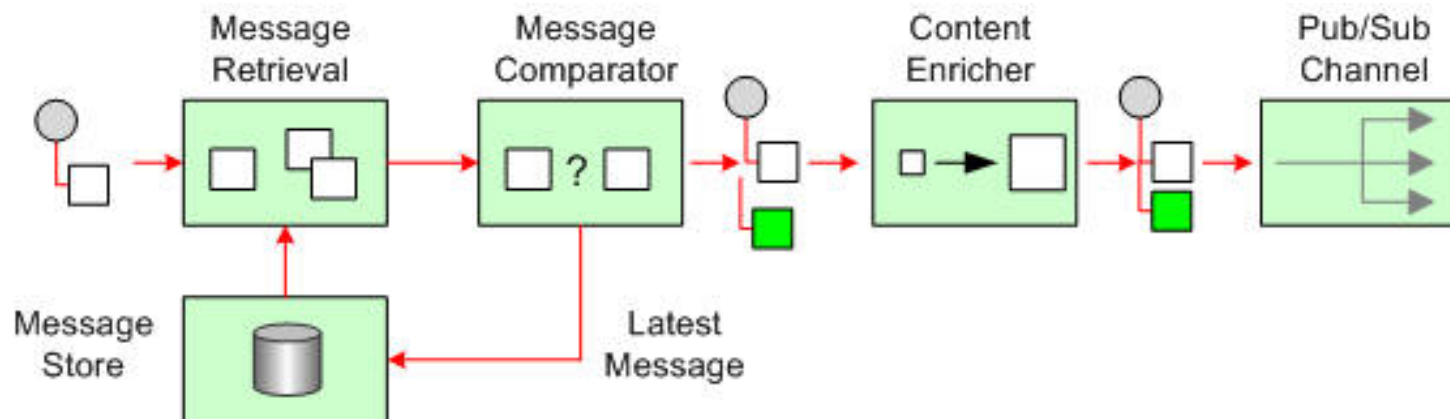 Message
Retrieval
Message
Comparator
Content
Enricher
Pub/Sub
Channel
?
Message
Store
Latest
Message